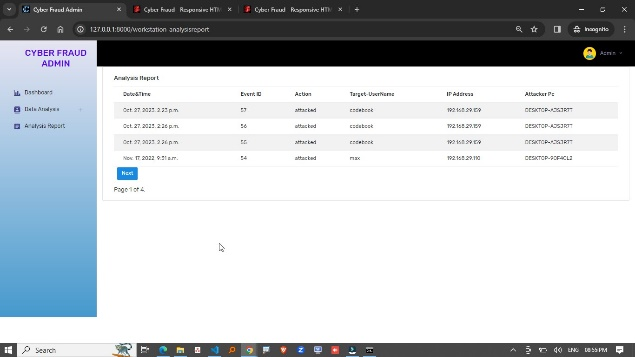 Cyber Fraud Admin
Cyber Fraud - Responsive HTM
Cyber Fraud - Responsive HTM
127.0.0.1:8000/workstation-analysisreport
Incognito
CYBER FRAUD
ADMIN
Admin
Dashboard
Data Analysis
Analysis Report
Analysis Report
Date&Time Event ID Action Target-UserName IP Address Attacker Pc
Oct. 27, 2023, 2:23 p.m. 57 attacked codebook 192.168.29.159 DESKTOP-AJS3R7T
Oct. 27, 2023, 2:26 p.m. 56 attacked codebook 192.168.29.159 DESKTOP-AJS3R7T
Oct. 27, 2023, 2:26 p.m. 55 attacked codebook 192.168.29.159 DESKTOP-AJS3R7T
Nov. 17, 2022, 9:51 a.m. 54 attacked max 192.168.29.110 DESKTOP-9OF4OL2
Next
Page 1 of 4.
Search
ENG
08:55 PM